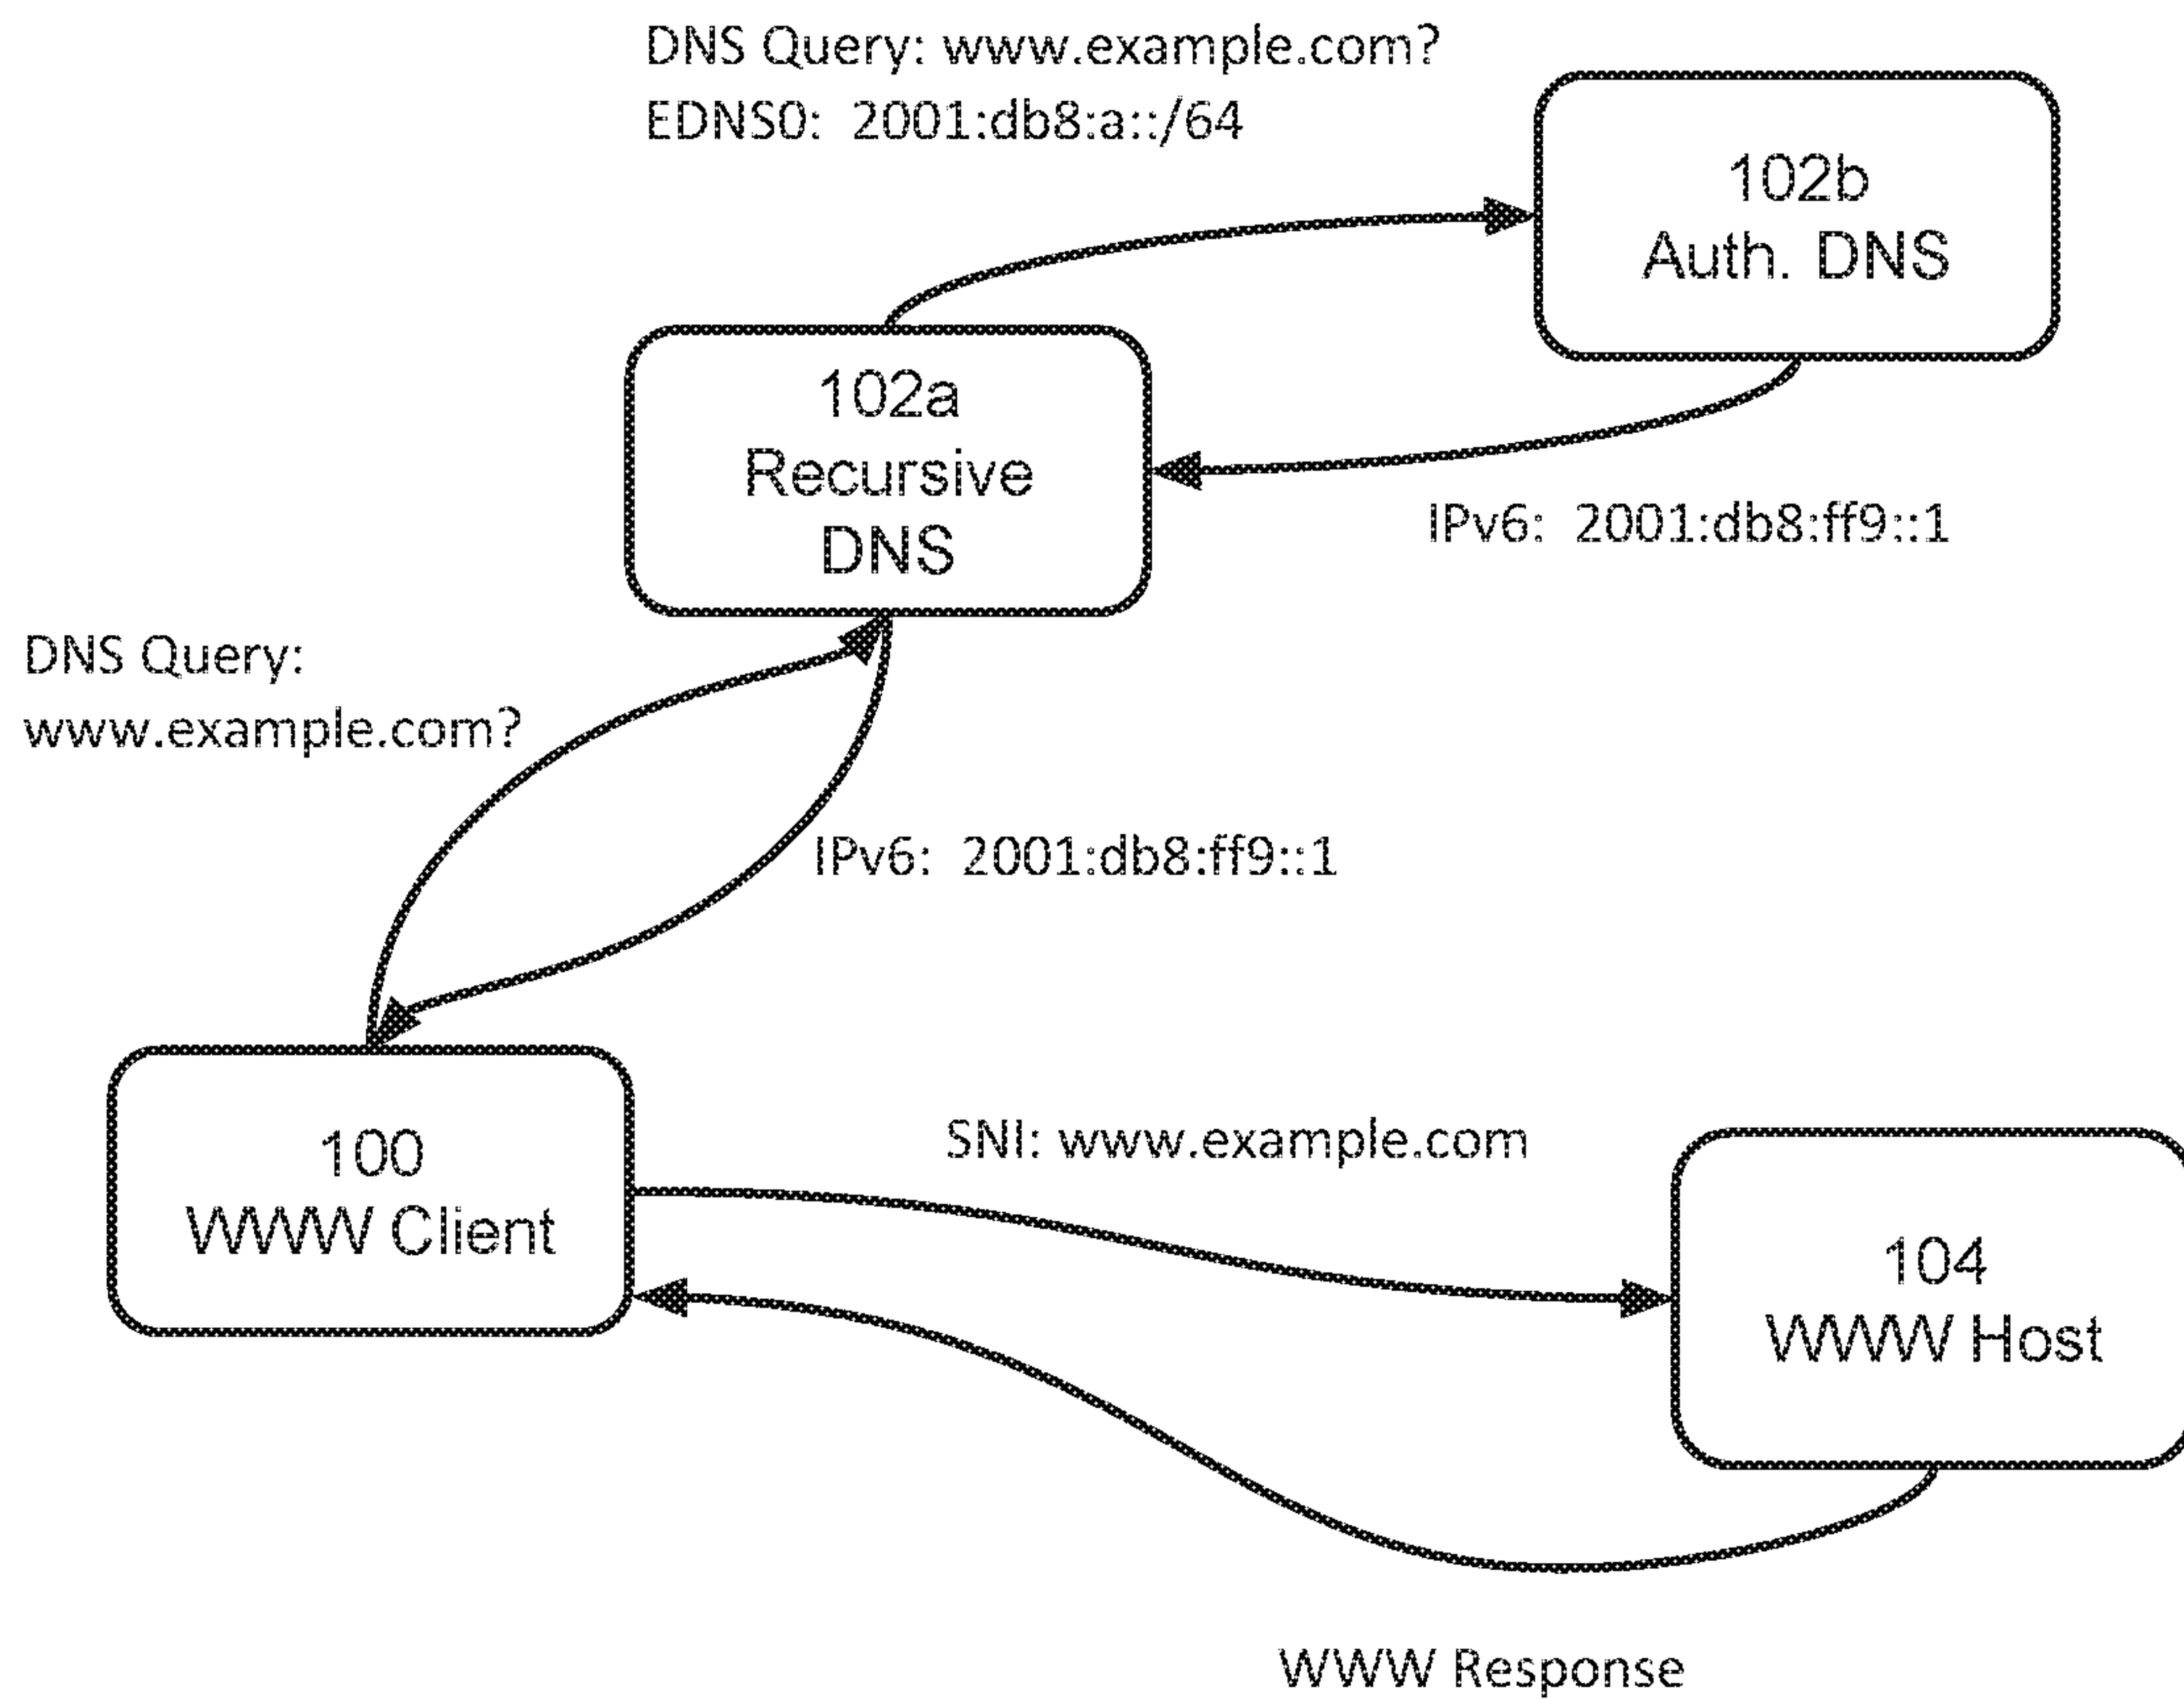 DNS Query: www.example.com?
EDNS0: 2001:db8:a::/64
102b
Auth. DNS
102a
Recursive
DNS
IPv6: 2001:db8:ff9::1
DNS Query:
www.example.com?
IPv6: 2001:db8:ff9::1
100
WWW Client
SNI: www.example.com
104
WWW Host
WWW Response